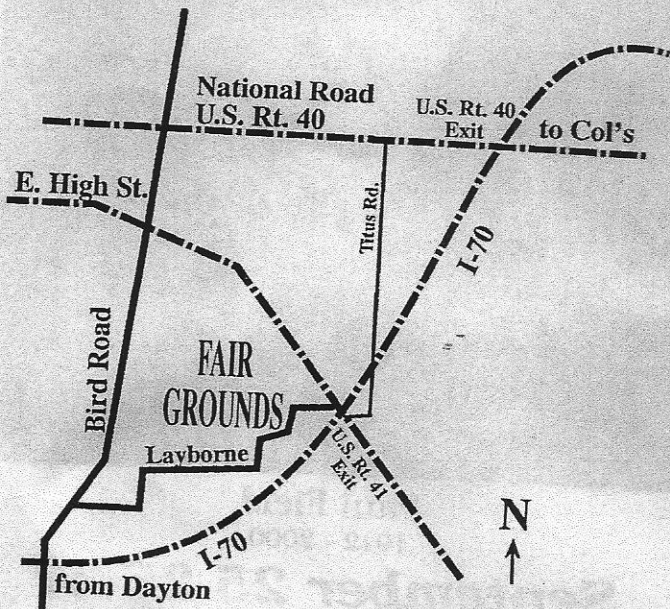 National Road
U.S. Rt. 40
U.S. Rt. 40
Exit
to Col's
E. High St.
Titus Rd.
I-70
Bird Road
FAIR
GROUNDS
Layborne
U.S. Rt. 41
Exit
I-70
N
from Dayton